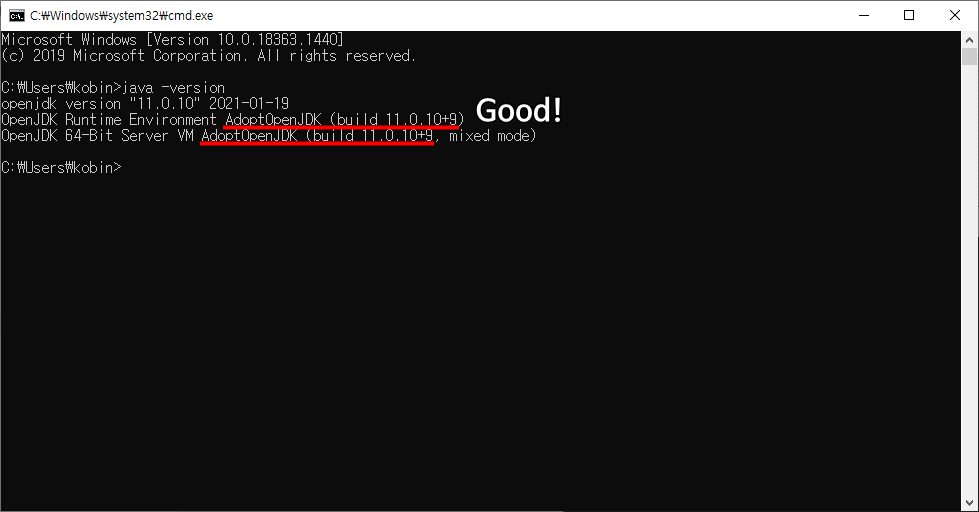 C:₩Windows₩system32₩cmd.exe
Microsoft Windows [Version 10.0.18363.1440]
(c) 2019 Microsoft Corporation. All rights reserved.
C:₩Users₩kobin>java -version
openjdk version "11.0.10" 2021-01-19
OpenJDK Runtime Environment AdoptOpenJDK (build 11.0.10+9)
Good!
OpenJDK 64-Bit Server VM AdoptOpenJDK (build 11.0.10+9, mixed mode)
C:₩Users₩kobin>